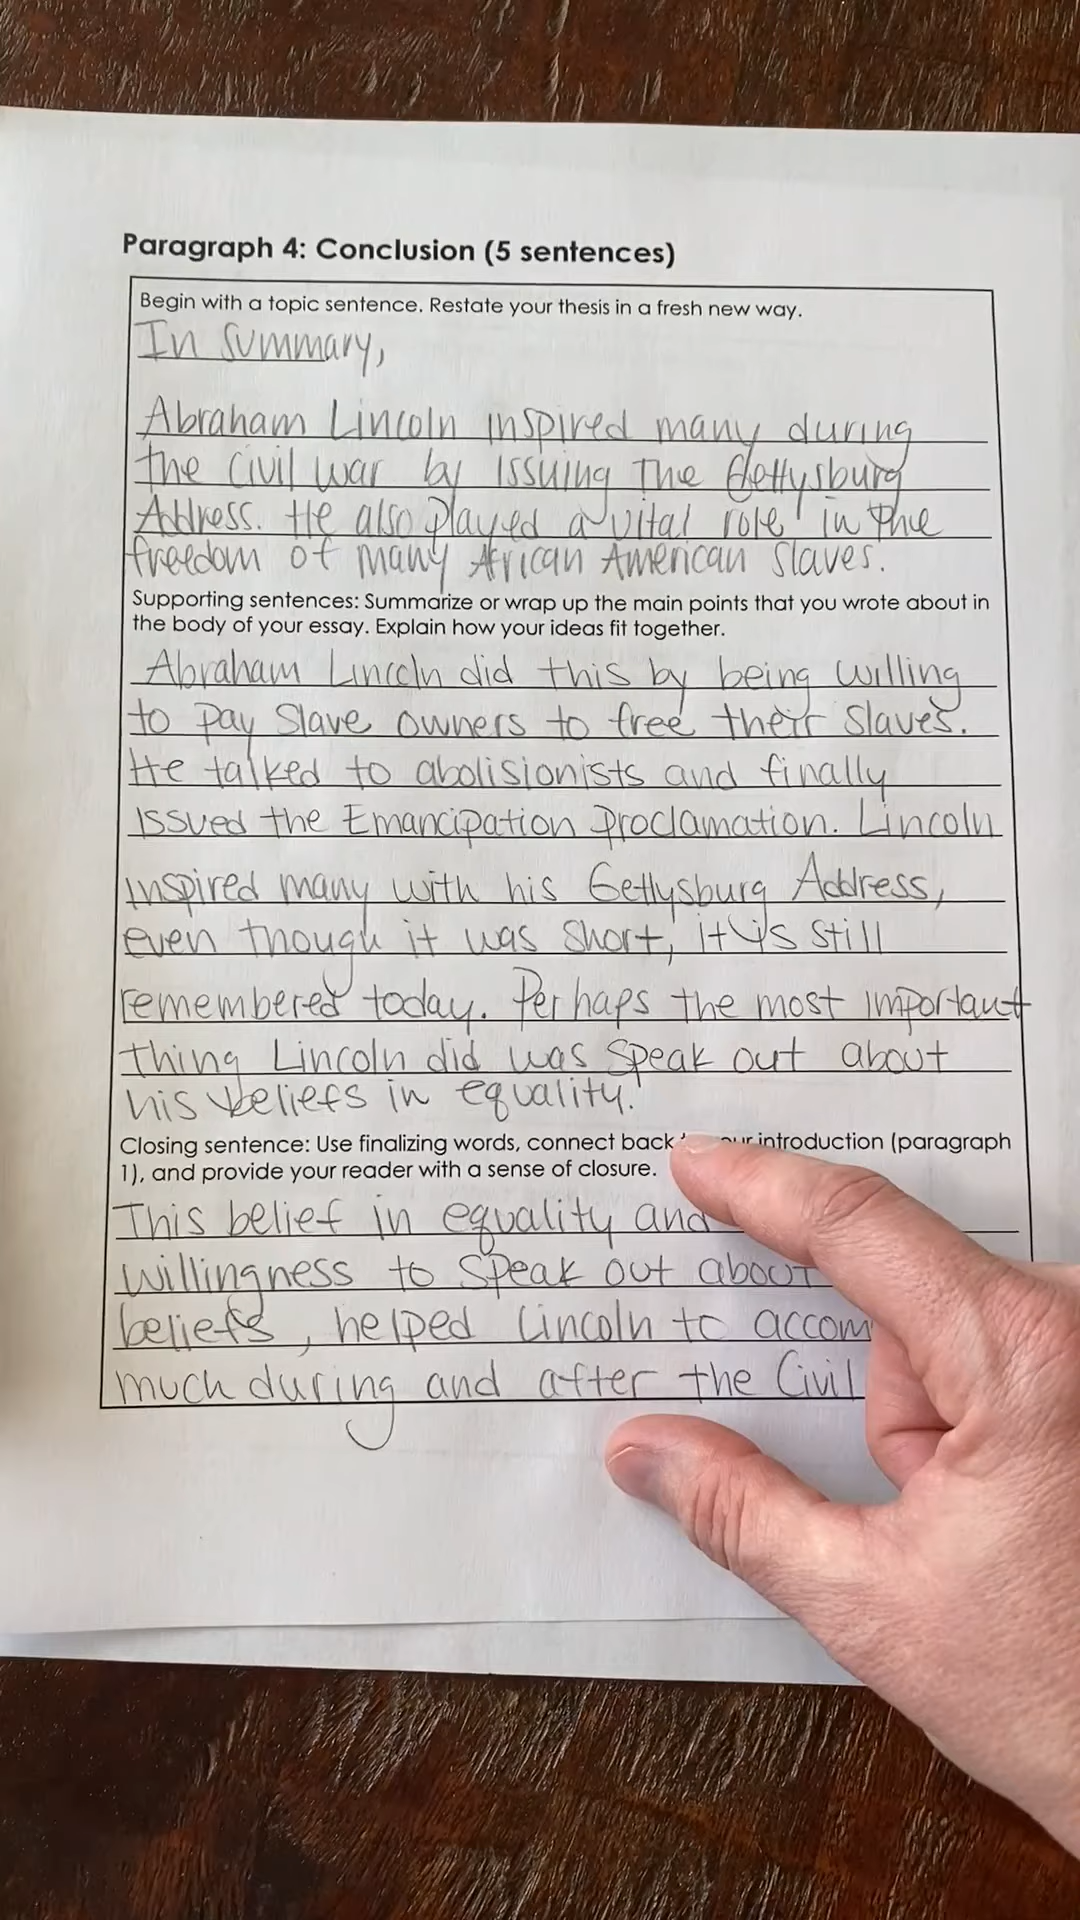 Paragraph 4: Conclusion (5 sentences)
Begin with a topic sentence. Restate your thesis in a fresh new way.
In Summary,
Abraham Lincoln inspired many during
the Civil war by Issuing The Gettysburg
Address. He also played a vital role in the
freedom of many African American Slaves.
Supporting sentences: Summarize or wrap up the main points that you wrote about in
the body of your essay. Explain how your ideas fit together.
Abraham Lincoln did this by being willing
to pay Slave owners to free their Slaves.
He talked to abolisionists and finally
Issued the Emancipation Proclamation. Lincoln
inspired many with his Gettysburg Address,
even though it was Short, it is still
remembered today. Perhaps the most important
thing Lincoln did was speak out about
his beliefs in equality.
Closing sentence: Use finalizing words, connect back introduction (paragraph
1), and provide your reader with a sense of closure.
This belief in equality and
willingness to speak out about
beliefs, helped Lincoln to
much during and after the Civil